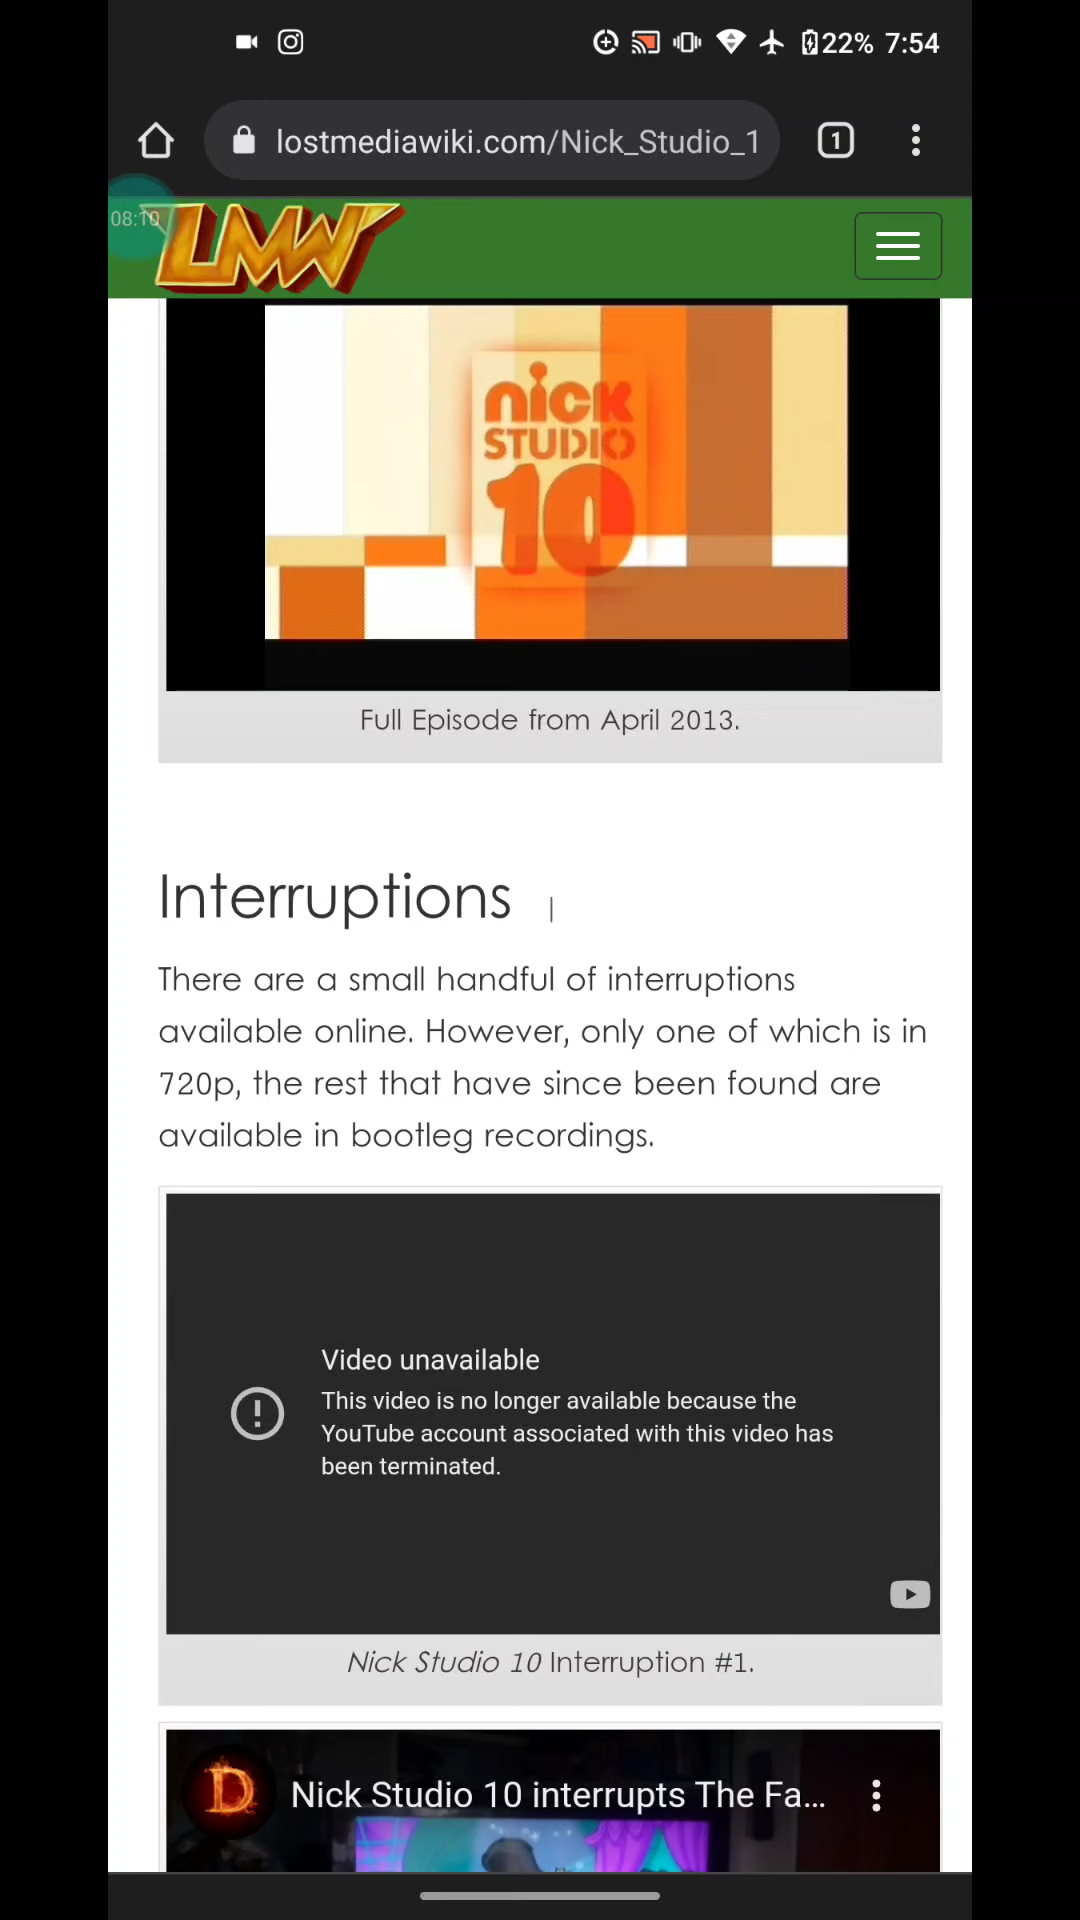 22% 7:54
lostmediawiki.com/Nick_Studio_1
1
08:10
LMW
nick
STUDIO
10
Full Episode from April 2013.
Interruptions |
There are a small handful of interruptions
available online. However, only one of which is in
720p, the rest that have since been found are
available in bootleg recordings.
Video unavailable
This video is no longer available because the
YouTube account associated with this video has
been terminated.
Nick Studio 10 Interruption #1.
D
Nick Studio 10 interrupts The Fa...